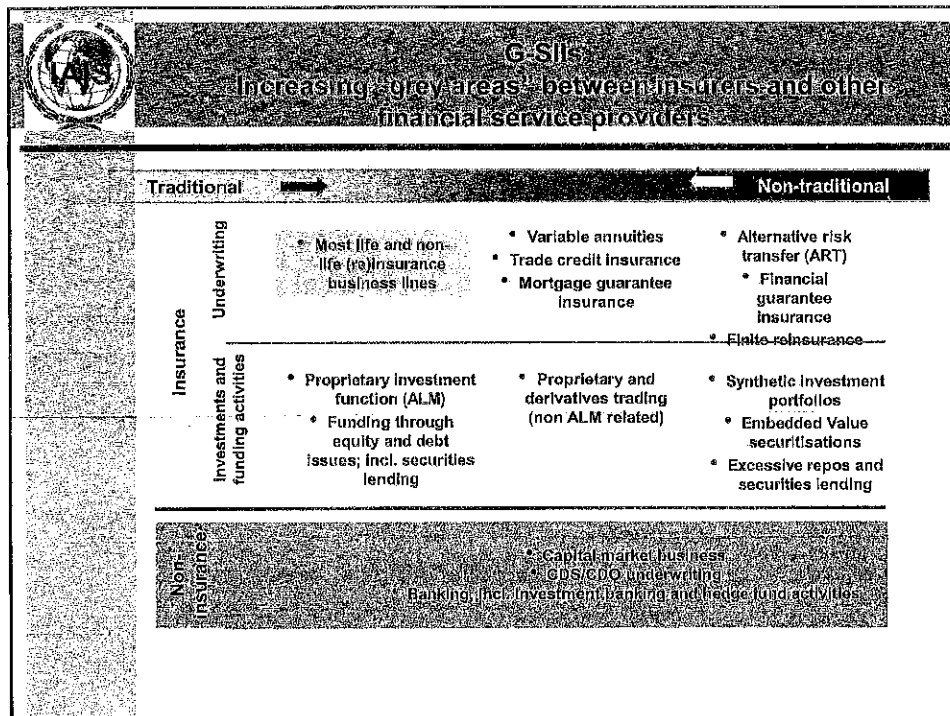 IAIS
G-SIIs
Increasing "grey areas" between insurers and other
financial service providers
Traditional
Non-traditional
Insurance
Underwriting
• Most life and non-
life (re)insurance
business lines
• Variable annuities
• Trade credit insurance
• Mortgage guarantee
insurance
• Alternative risk
transfer (ART)
• Financial
guarantee
insurance
• Finite reinsurance
Investments and
funding activities
• Proprietary investment
function (ALM)
• Funding through
equity and debt
issues; incl. securities
lending
• Proprietary and
derivatives trading
(non ALM related)
• Synthetic investment
portfolios
• Embedded Value
securitisations
• Excessive repos and
securities lending
Non-
insurance
• Capital market business
• CDS/CDO underwriting
• Banking, incl. investment banking and hedge fund activities